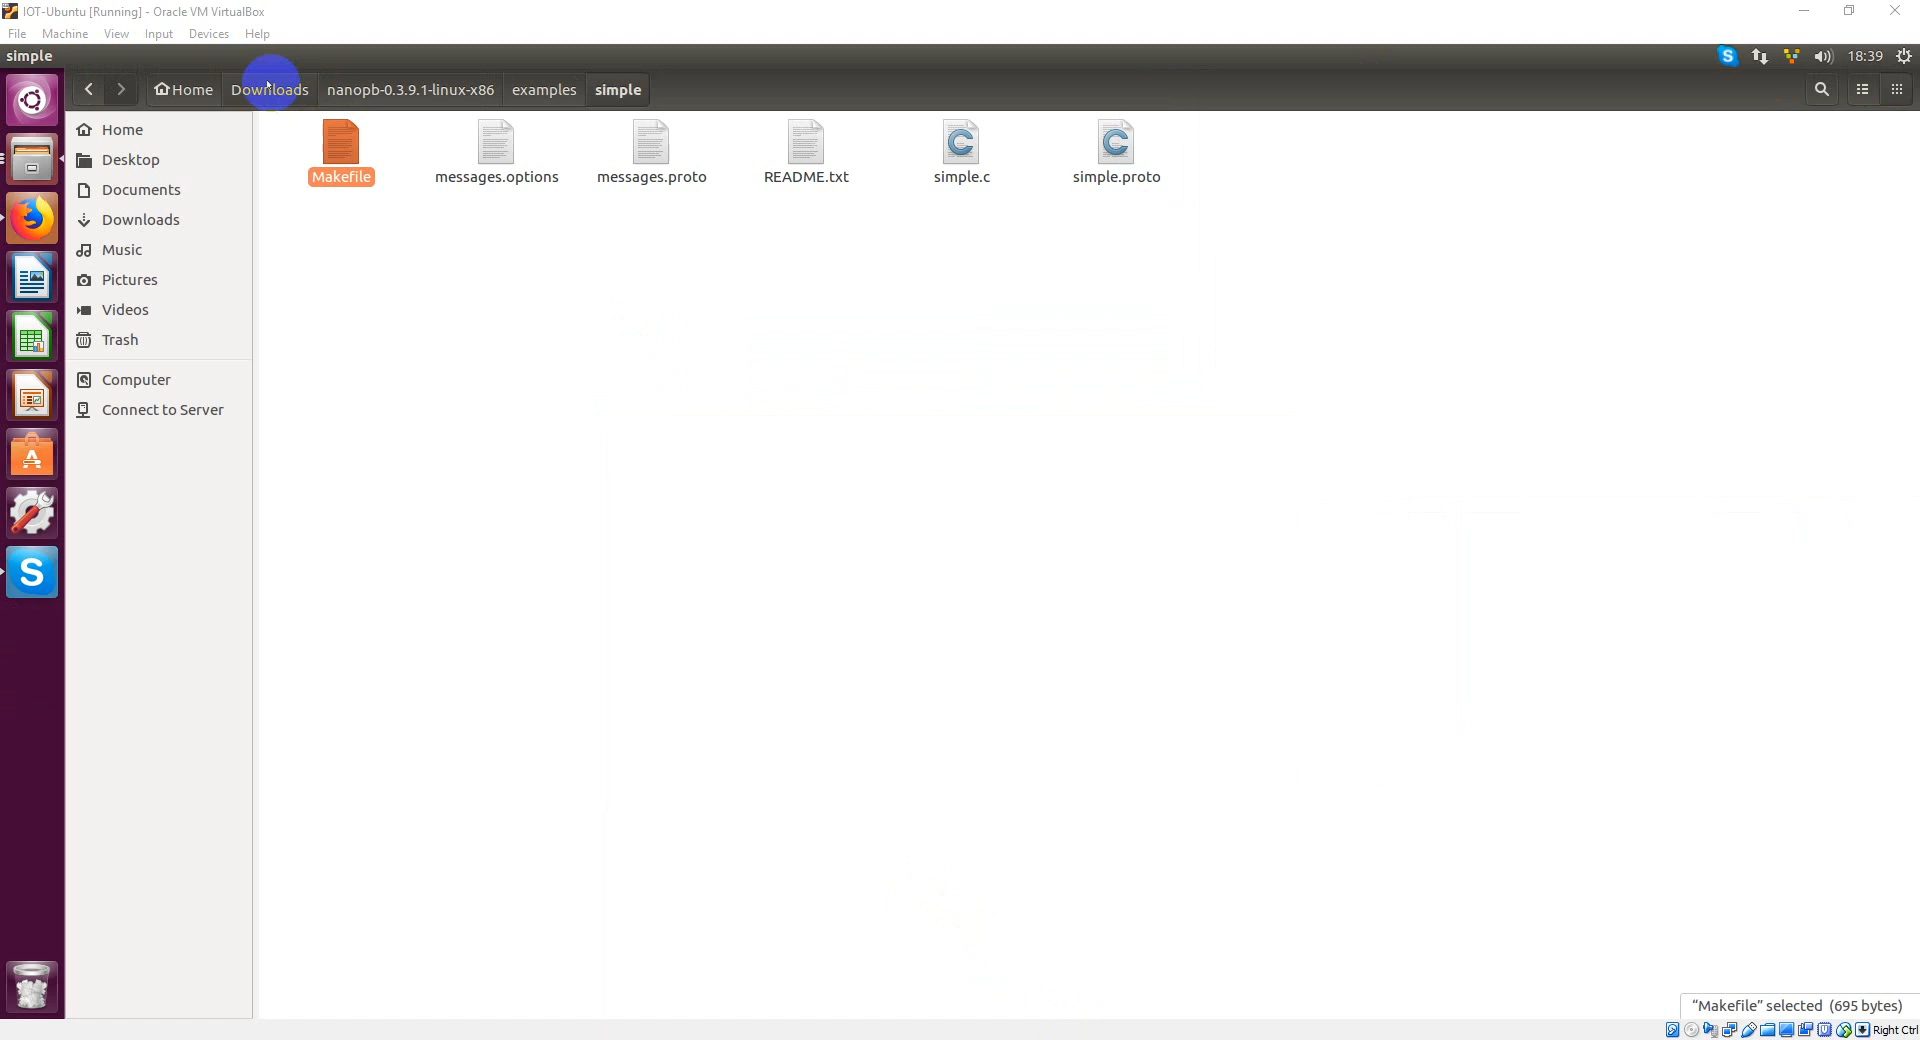 IOT-Ubuntu [Running] - Oracle VM VirtualBox
File Machine View Input Devices Help
simple
18:39
Home Downloads nanopb-0.3.9.1-linux-x86 examples simple
Home
Desktop
Documents
Downloads
Music
Pictures
Videos
Trash
Computer
Connect to Server
Makefile
messages.options
messages.proto
README.txt
simple.c
simple.proto
“Makefile” selected (695 bytes)
Right Ctrl